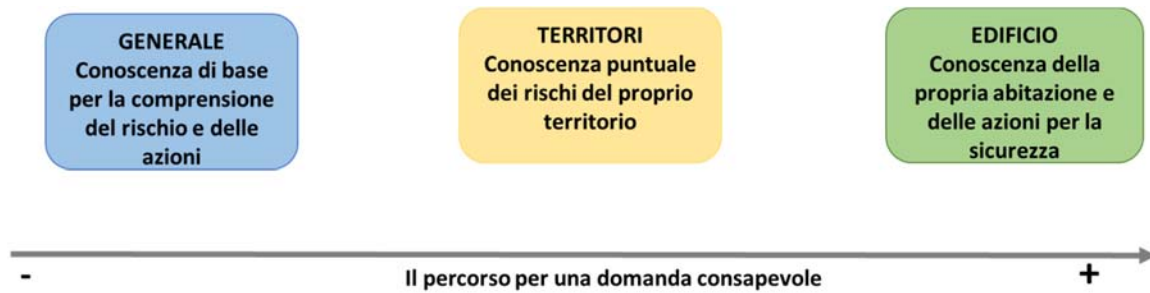 GENERALE
Conoscenza di base
per la comprensione
del rischio e delle
azioni
TERRITORI
Conoscenza puntuale
dei rischi del proprio
territorio
EDIFICIO
Conoscenza della
propria abitazione e
delle azioni per la
sicurezza
- Il percorso per una domanda consapevole +